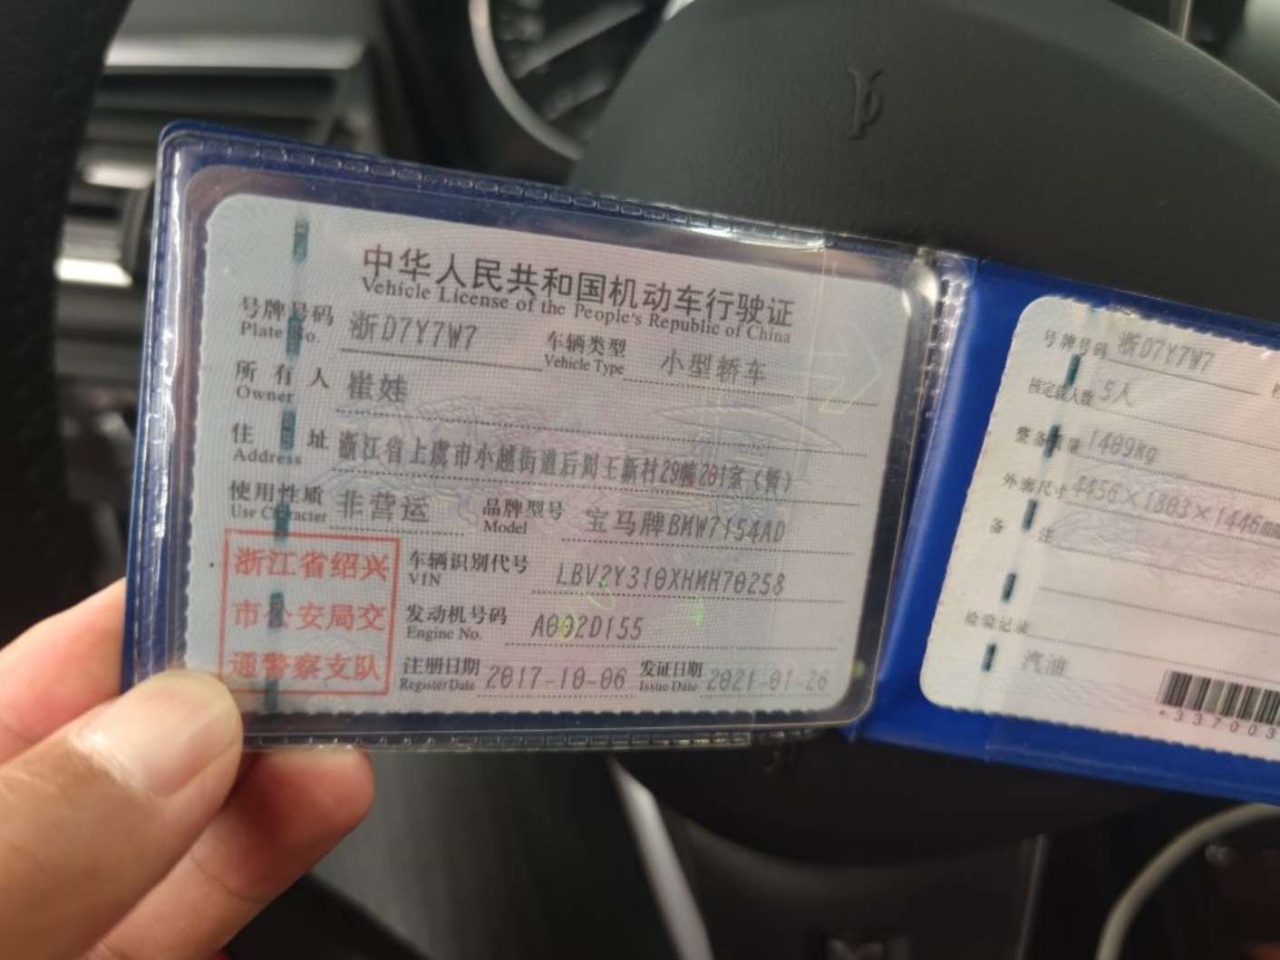 中华人民共和国机动车行驶证
Vehicle License of the People's Republic of China
号牌号码 浙D7Y7W7 车辆类型 小型轿车
Plate No. Vehicle Type
所有人 崔娃
Owner
住址 浙江省上虞市小越街道后周王新村29幢201室（暂）
Address
使用性质 非营运 品牌型号 宝马牌BMW7154AD
Use Character Model
浙江省绍兴
市公安局交
通警察支队
车辆识别代号 LBV2Y310XHMH70258
VIN
发动机号码 A002D155
Engine No.
注册日期 2017-10-06 发证日期 2021-01-26
Register Date Issue Date
号牌号码 浙D7Y7W7
核定载人数 5人
整备质量 1409kg
外廓尺寸 4456×1803×1446mm
备注
检验记录
汽油
*337003